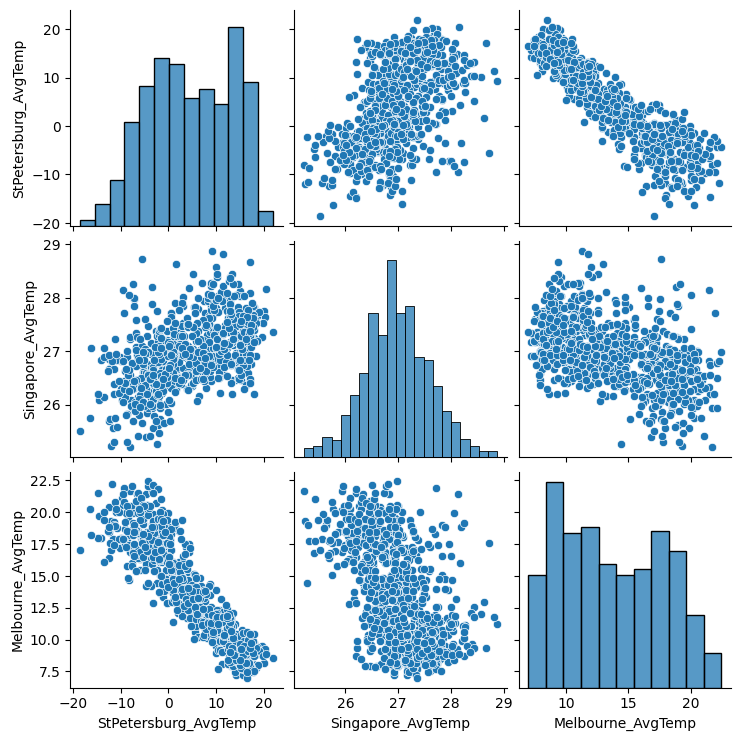 StPetersburg_AvgTemp
20
10
0
−10
−20
Singapore_AvgTemp
29
28
27
26
Melbourne_AvgTemp
22.5
20.0
17.5
15.0
12.5
10.0
7.5
−20 −10 0 10 20
26 27 28 29
10 15 20
StPetersburg_AvgTemp Singapore_AvgTemp Melbourne_AvgTemp